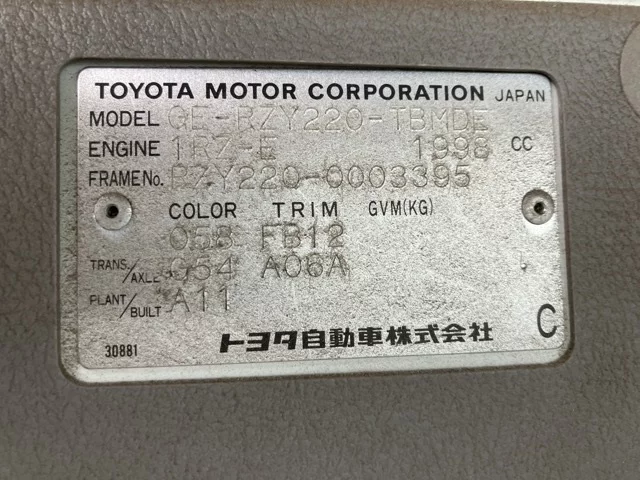 TOYOTA MOTOR CORPORATION JAPAN
MODEL GE-RZY220-TBMDE
ENGINE 1RZ-E 1998 CC
FRAME No. RZY220-0003395
COLOR TRIM GVM(KG)
058 FB12
TRANS./AXLE G54 A06A
PLANT/BUILT A11
30881 トヨタ自動車株式会社 C